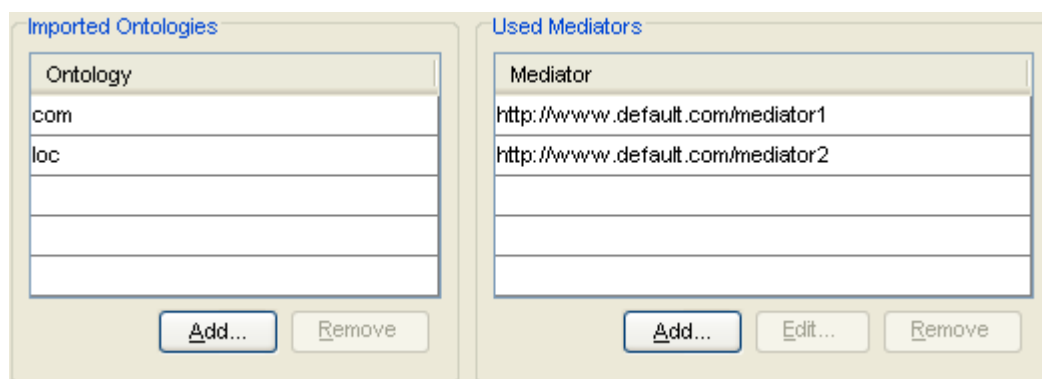 Imported Ontologies
Ontology
com
loc
Add...
Remove
Used Mediators
Mediator
http://www.default.com/mediator1
http://www.default.com/mediator2
Add...
Edit...
Remove